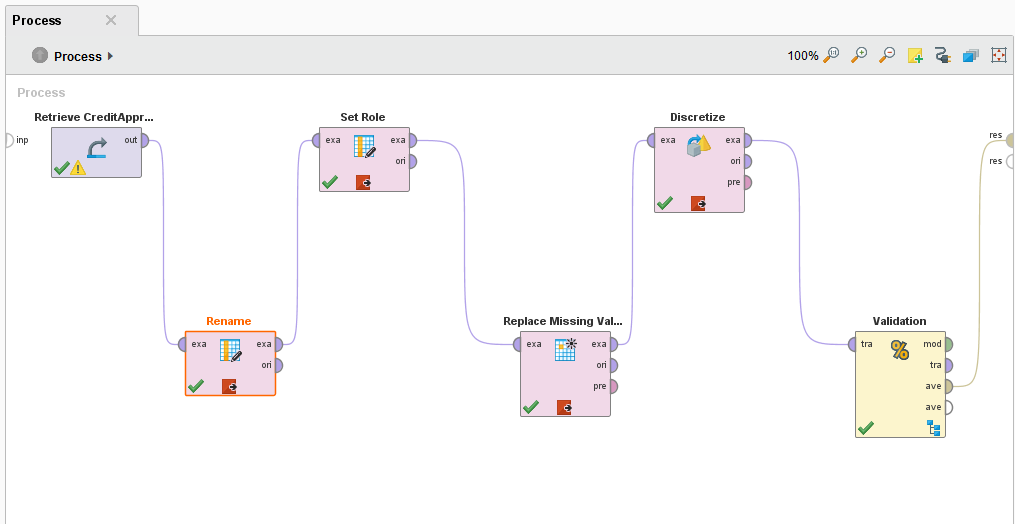 Process
Process
100%
Process
Retrieve CreditAppr...
Set Role
Discretize
inp
out
exa
exa
ori
exa
exa
ori
pre
res
res
Rename
Replace Missing Val...
Validation
exa
exa
ori
exa
exa
ori
pre
tra
mod
tra
ave
ave